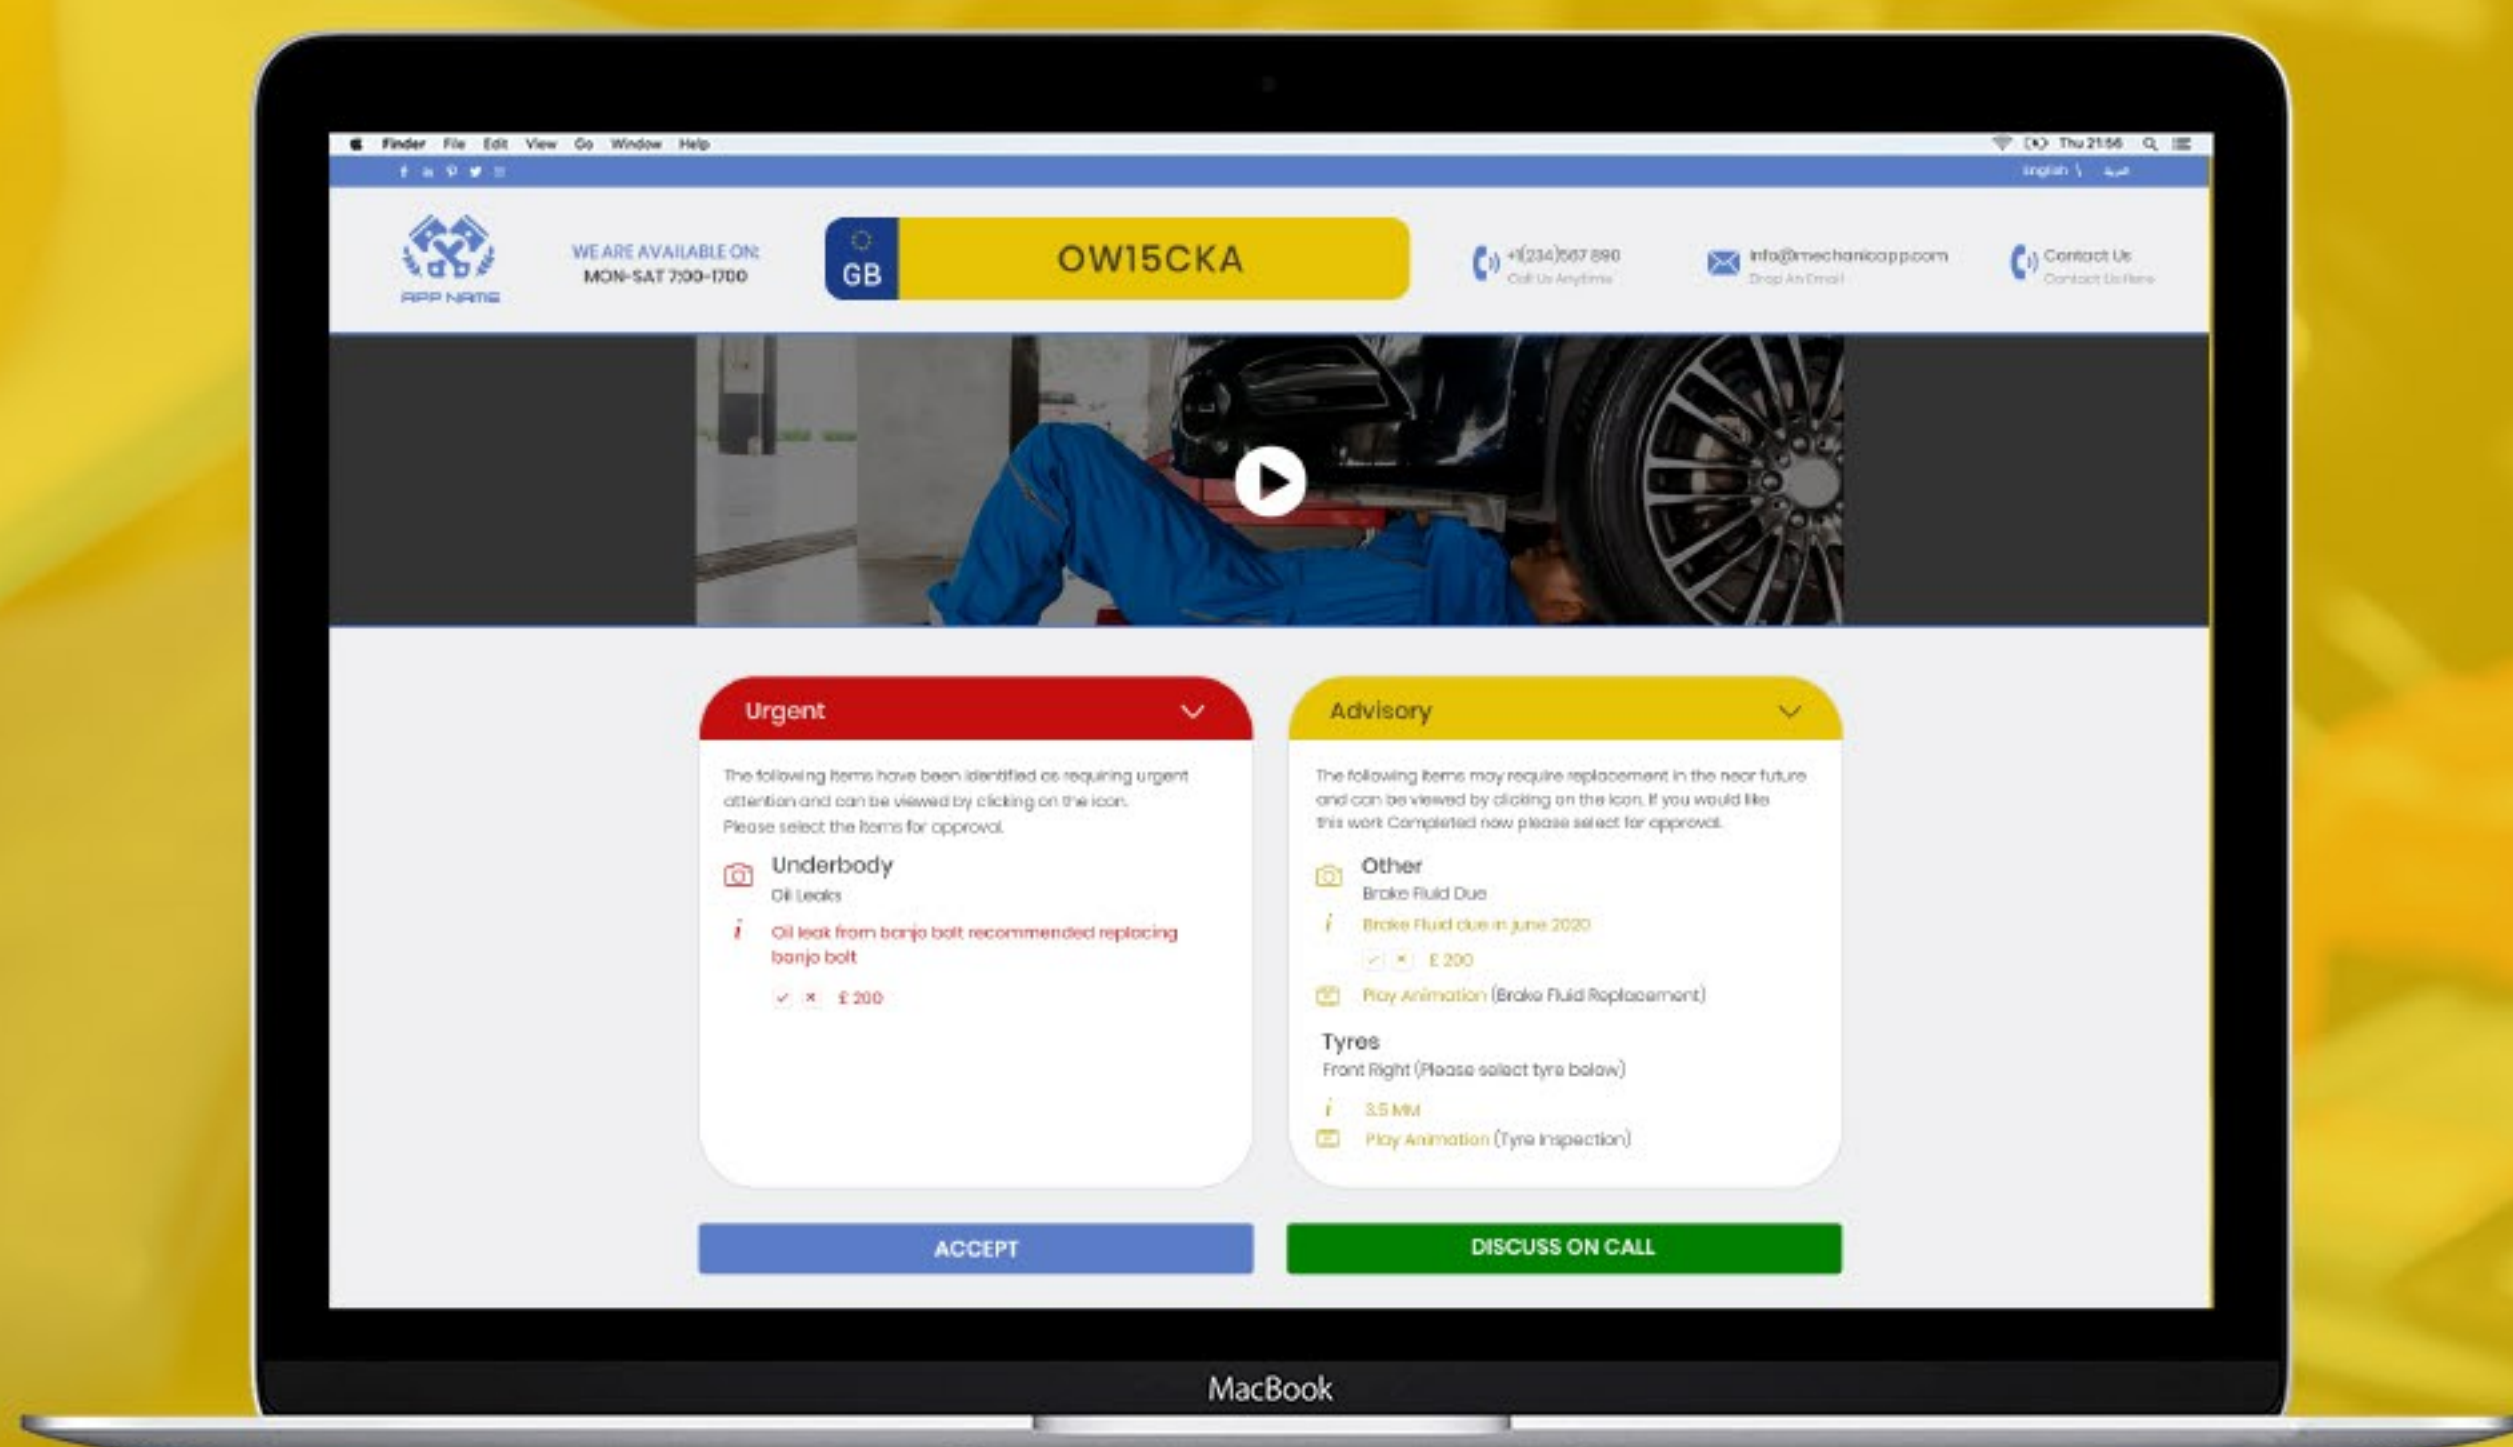 Finder File Edit View Go Window Help
Thu 21:56
English \ العربية
APP NAME
WE ARE AVAILABLE ON:
MON-SAT 7:00-1700
GB
OW15CKA
+1(234)567 890
Call Us Anytime
info@mechanicapp.com
Drop An Email
Contact Us
Contact Us Here
Urgent
The following items have been identified as requiring urgent
attention and can be viewed by clicking on the icon.
Please select the items for approval.
Underbody
Oil Leaks
i Oil leak from banjo bolt recommended replacing
banjo bolt
£ 200
ACCEPT
Advisory
The following items may require replacement in the near future
and can be viewed by clicking on the icon. If you would like
this work Completed now please select for approval.
Other
Brake Fluid Due
i Brake Fluid due in june 2020
£ 200
Play Animation (Brake Fluid Replacement)
Tyres
Front Right (Please select tyre below)
i 3.5 MM
Play Animation (Tyre Inspection)
DISCUSS ON CALL
MacBook